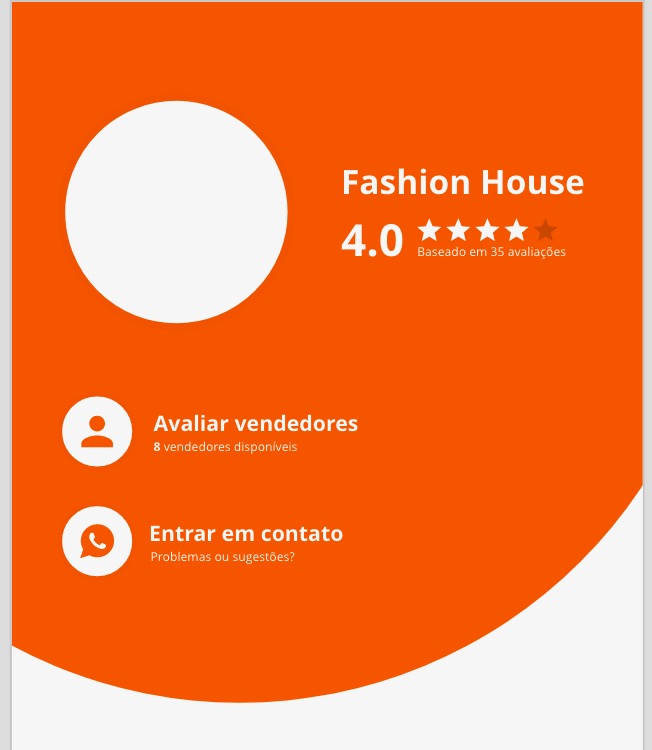 Fashion House
4.0
Baseado em 35 avaliações
Avaliar vendedores
8 vendedores disponíveis
Entrar em contato
Problemas ou sugestões?